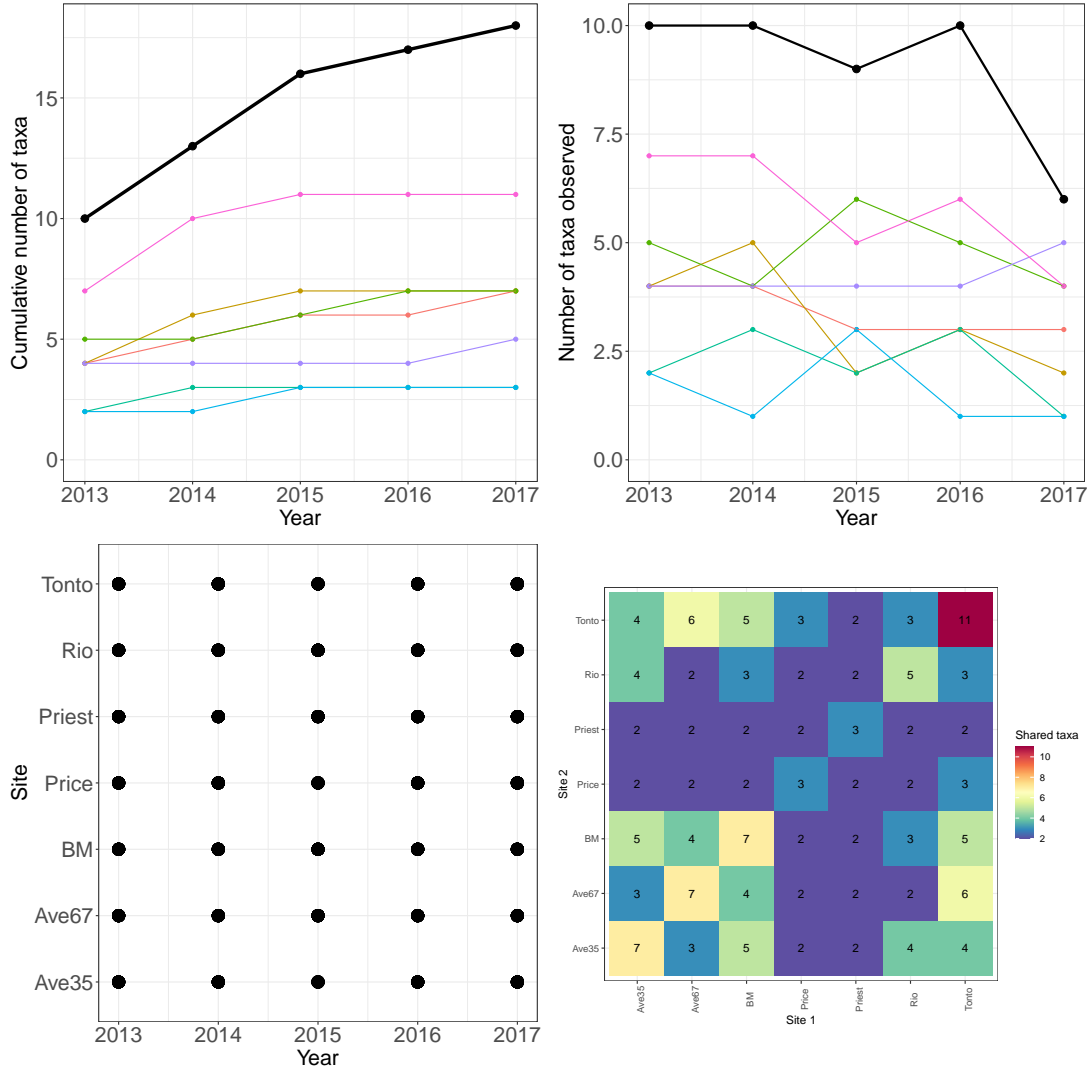 Cumulative number of taxa
15
10
5
0
2013 2014 2015 2016 2017
Year
Number of taxa observed
10.0
7.5
5.0
2.5
0.0
2013 2014 2015 2016 2017
Year
Site
Tonto
Rio
Priest
Price
BM
Ave67
Ave35
2013 2014 2015 2016 2017
Year
Site 2
Tonto 4 6 5 3 2 3 11
Rio 4 2 3 2 2 5 3
Priest 2 2 2 2 3 2 2
Price 2 2 2 3 2 2 3
BM 5 4 7 2 2 3 5
Ave67 3 7 4 2 2 2 6
Ave35 7 3 5 2 2 4 4
Ave35 Ave67 BM Price Priest Rio Tonto
Site 1
Shared taxa
10
8
6
4
2